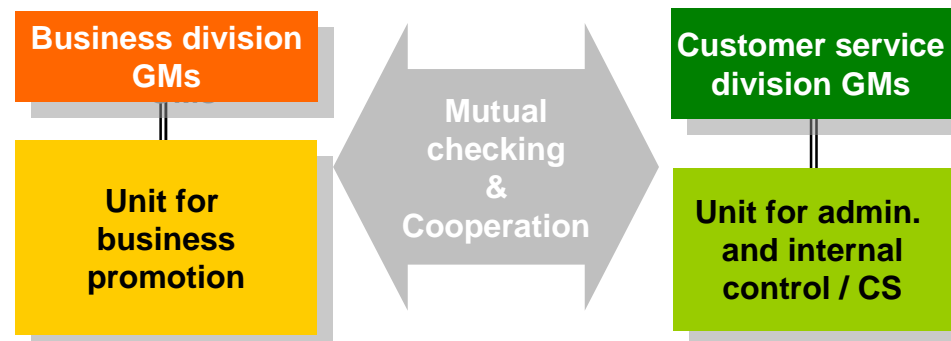 Business division
GMs
Unit for
business
promotion
Mutual
checking
&
Cooperation
Customer service
division GMs
Unit for admin.
and internal
control / CS